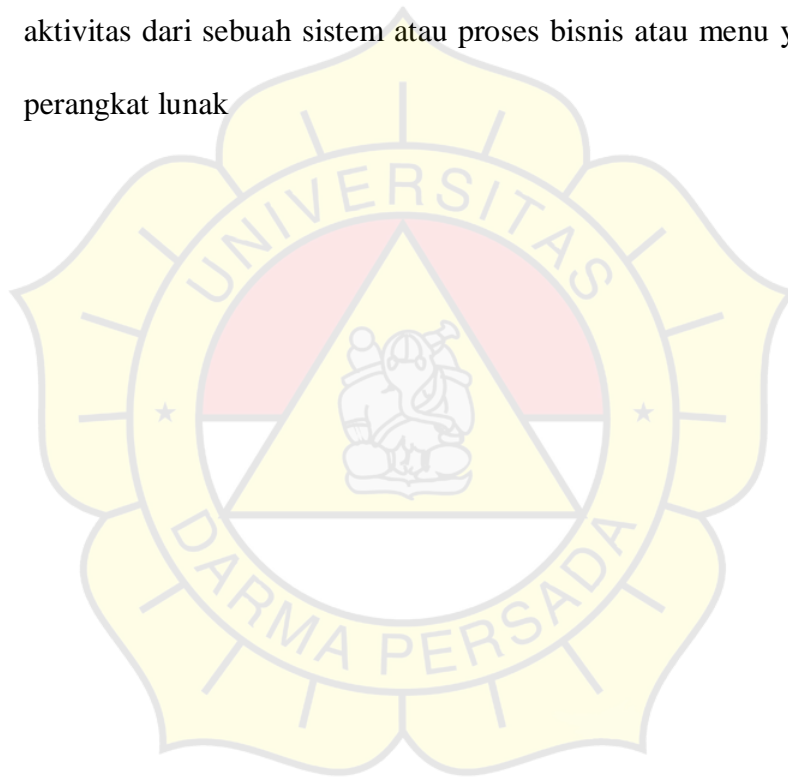 aktivitas dari sebuah sistem atau proses bisnis atau menu
perangkat lunak
UNIVERSITAS
DARMA PERSADA